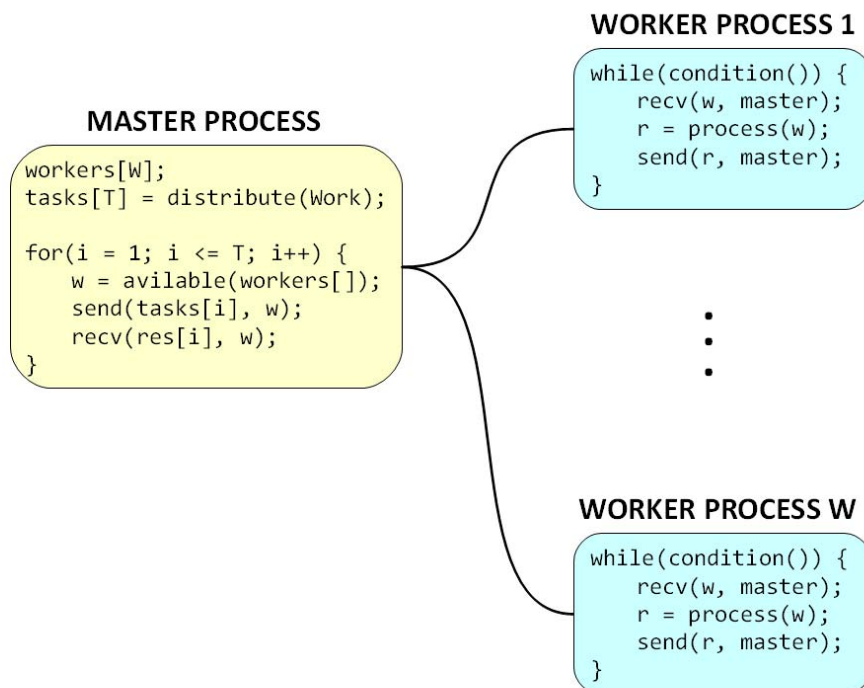 MASTER PROCESS
workers[W];
tasks[T] = distribute(Work);
for(i = 1; i <= T; i++) {
w = avilable(workers[]);
send(tasks[i], w);
recv(res[i], w);
}
WORKER PROCESS 1
while(condition()) {
recv(w, master);
r = process(w);
send(r, master);
}
WORKER PROCESS W
while(condition()) {
recv(w, master);
r = process(w);
send(r, master);
}